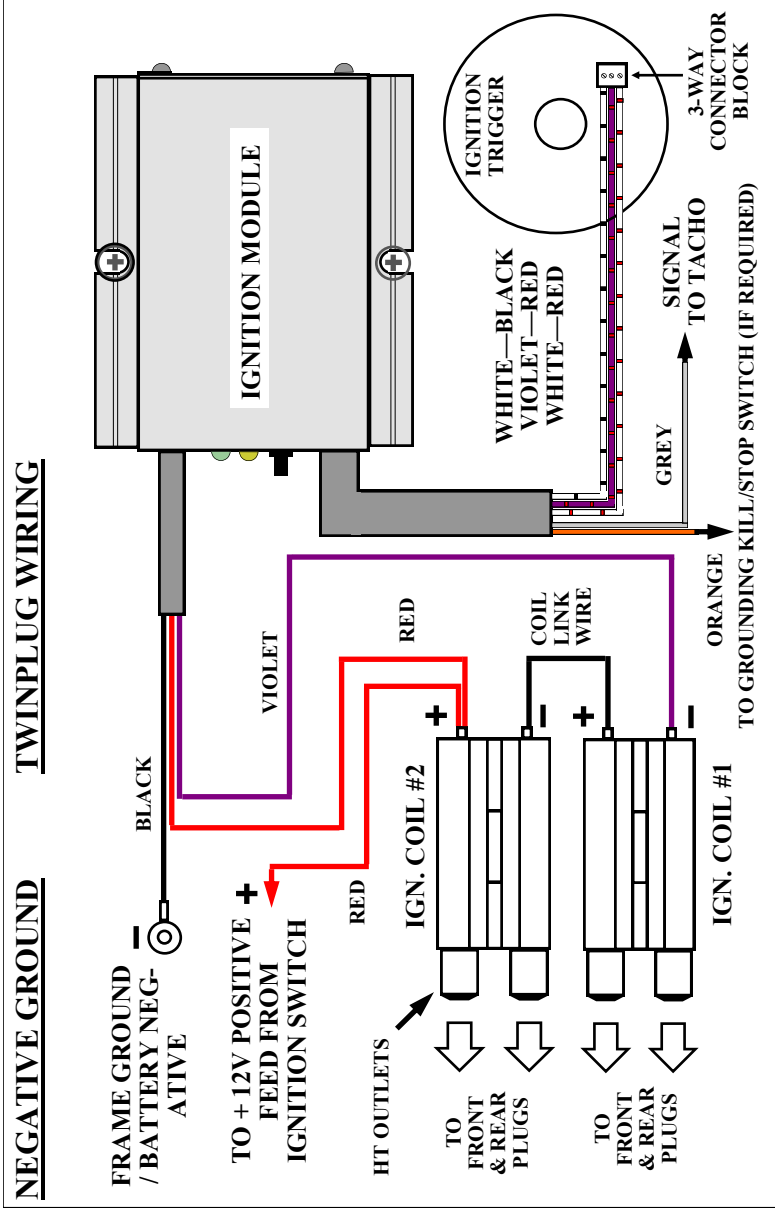 NEGATIVE GROUND
TWINPLUG WIRING
FRAME GROUND
/ BATTERY NEG-
ATIVE
−
BLACK
TO + 12V POSITIVE
FEED FROM
IGNITION SWITCH
+
RED
VIOLET
RED
IGNITION MODULE
HT OUTLETS
IGN. COIL #2
+
−
COIL
LINK
WIRE
TO
FRONT
& REAR
PLUGS
IGN. COIL #1
+
−
TO
FRONT
& REAR
PLUGS
WHITE—BLACK
VIOLET—RED
WHITE—RED
IGNITION
TRIGGER
3-WAY
CONNECTOR
BLOCK
GREY
SIGNAL
TO TACHO
ORANGE
TO GROUNDING KILL/STOP SWITCH (IF REQUIRED)